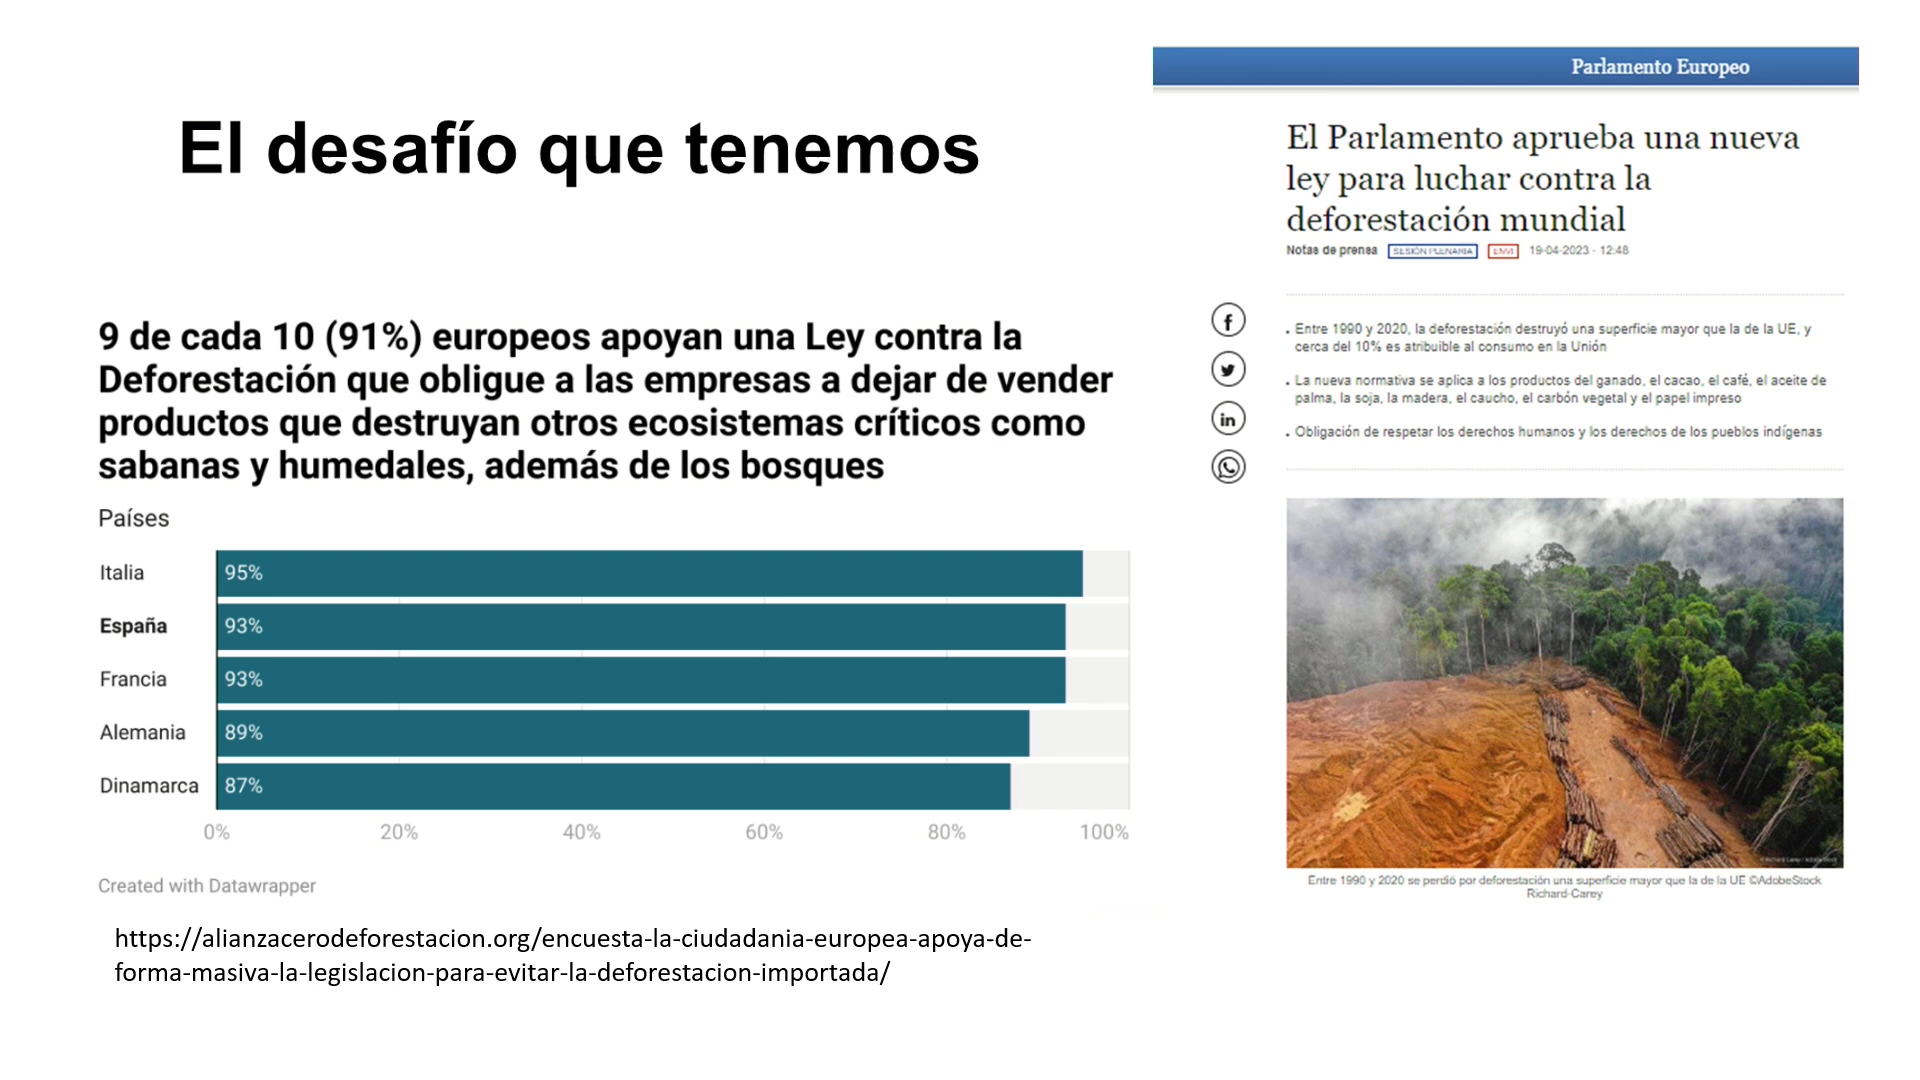 El desafío que tenemos
9 de cada 10 (91%) europeos apoyan una Ley contra la
Deforestación que obligue a las empresas a dejar de vender
productos que destruyan otros ecosistemas críticos como
sabanas y humedales, además de los bosques
Países
Italia 95%
España 93%
Francia 93%
Alemania 89%
Dinamarca 87%
0% 20% 40% 60% 80% 100%
Created with Datawrapper
https://alianzacerodeforestacion.org/encuesta-la-ciudadania-europea-apoya-de-
forma-masiva-la-legislacion-para-evitar-la-deforestacion-importada/
Parlamento Europeo
El Parlamento aprueba una nueva
ley para luchar contra la
deforestación mundial
Notas de prensa SESIÓN PLENARIA ENVI 19-04-2023 - 12:48
• Entre 1990 y 2020, la deforestación destruyó una superficie mayor que la de la UE, y
cerca del 10% es atribuible al consumo en la Unión
• La nueva normativa se aplica a los productos del ganado, el cacao, el café, el aceite de
palma, la soja, la madera, el caucho, el carbón vegetal y el papel impreso
• Obligación de respetar los derechos humanos y los derechos de los pueblos indígenas
Entre 1990 y 2020 se perdió por deforestación una superficie mayor que la de la UE ©AdobeStock
Richard-Carey